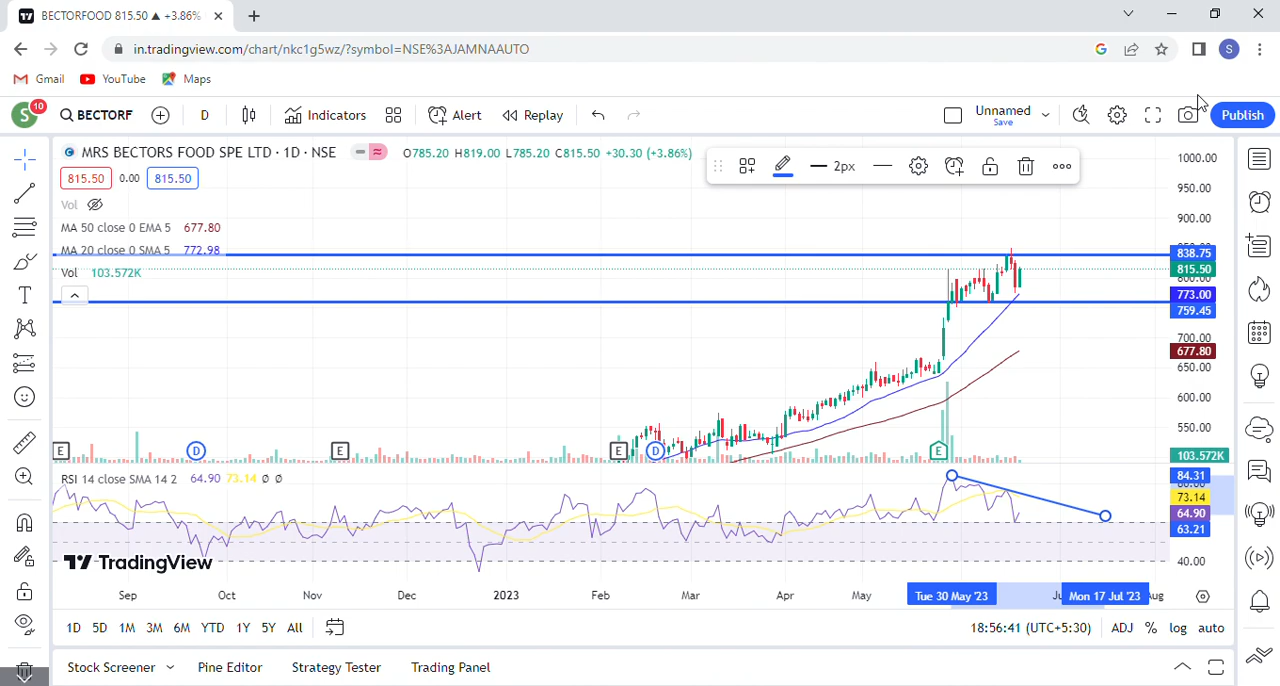 BECTORFOOD 815.50 ▲ +3.86%
in.tradingview.com/chart/nkc1g5wz/?symbol=NSE%3AJAMNAAUTO
S
Gmail YouTube Maps
S 10 BECTORF D Indicators Alert Replay Unnamed Save Publish
MRS BECTORS FOOD SPE LTD · 1D · NSE O785.20 H819.00 L785.20 C815.50 +30.30 (+3.86%)
2px
815.50 0.00 815.50
Vol
MA 50 close 0 EMA 5 677.80
MA 20 close 0 SMA 5 772.98
Vol 103.572K
1000.00
950.00
900.00
838.75
815.50
800.00
773.00
759.45
700.00
677.80
650.00
600.00
550.00
103.572K
E D E E D E
RSI 14 close SMA 14 2 64.90 73.14 Ø Ø
84.31
73.14
64.90
63.21
40.00
TradingView
Sep Oct Nov Dec 2023 Feb Mar Apr May Tue 30 May '23 Mon 17 Jul '23
1D 5D 1M 3M 6M YTD 1Y 5Y All 18:56:41 (UTC+5:30) ADJ % log auto
Stock Screener Pine Editor Strategy Tester Trading Panel